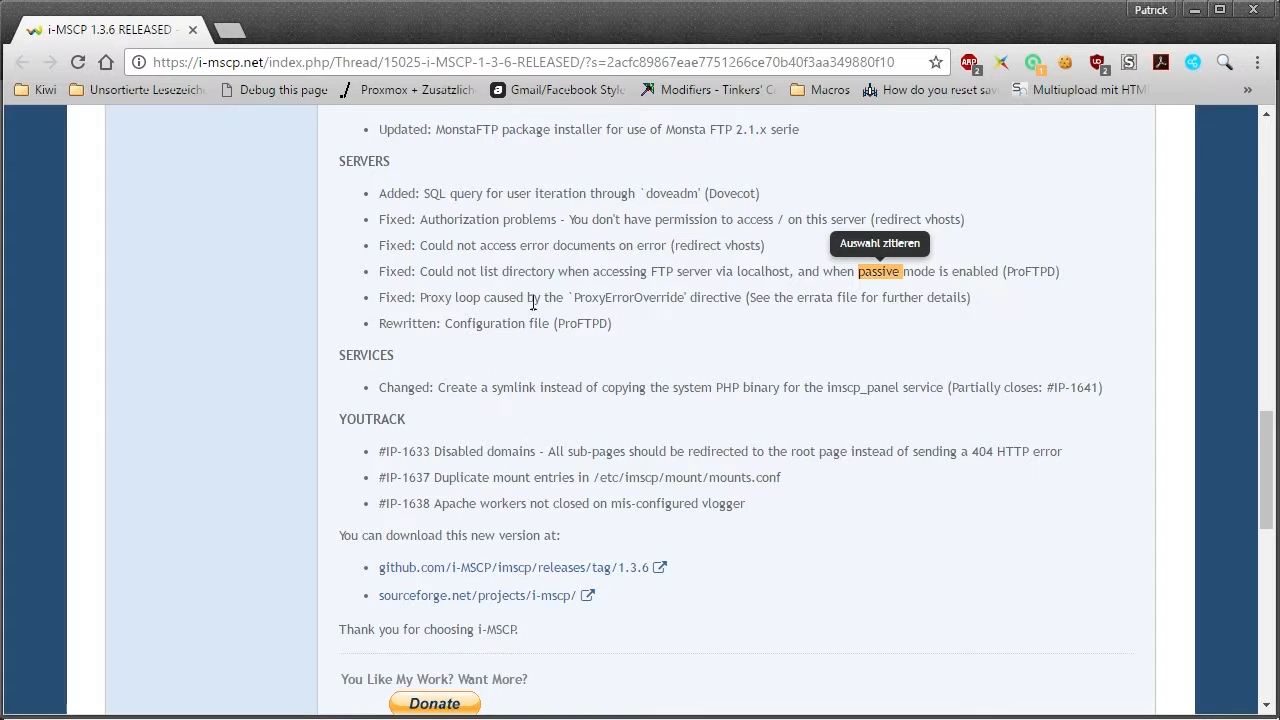 Patrick
i-MSCP 1.3.6 RELEASED -
https://i-mscp.net/index.php/Thread/15025-i-MSCP-1-3-6-RELEASED/?s=2acfc89867eae7751266ce70b40f3aa349880f10
ABP 2 1 2 S
Kiwi Unsortierte Lesezeiche Debug this page Proxmox + Zusätzlich Gmail/Facebook Style Modifiers - Tinkers' Co Macros How do you reset sav Multiupload mit HTM »
Updated: MonstaFTP package installer for use of Monsta FTP 2.1.x serie
SERVERS
Added: SQL query for user iteration through `doveadm' (Dovecot)
Fixed: Authorization problems - You don't have permission to access / on this server (redirect vhosts)
Fixed: Could not access error documents on error (redirect vhosts)
Auswahl zitieren
Fixed: Could not list directory when accessing FTP server via localhost, and when passive mode is enabled (ProFTPD)
Fixed: Proxy loop caused by the `ProxyErrorOverride' directive (See the errata file for further details)
Rewritten: Configuration file (ProFTPD)
SERVICES
Changed: Create a symlink instead of copying the system PHP binary for the imscp_panel service (Partially closes: #IP-1641)
YOUTRACK
#IP-1633 Disabled domains - All sub-pages should be redirected to the root page instead of sending a 404 HTTP error
#IP-1637 Duplicate mount entries in /etc/imscp/mount/mounts.conf
#IP-1638 Apache workers not closed on mis-configured vlogger
You can download this new version at:
github.com/i-MSCP/imscp/releases/tag/1.3.6
sourceforge.net/projects/i-mscp/
Thank you for choosing i-MSCP.
You Like My Work? Want More?
Donate